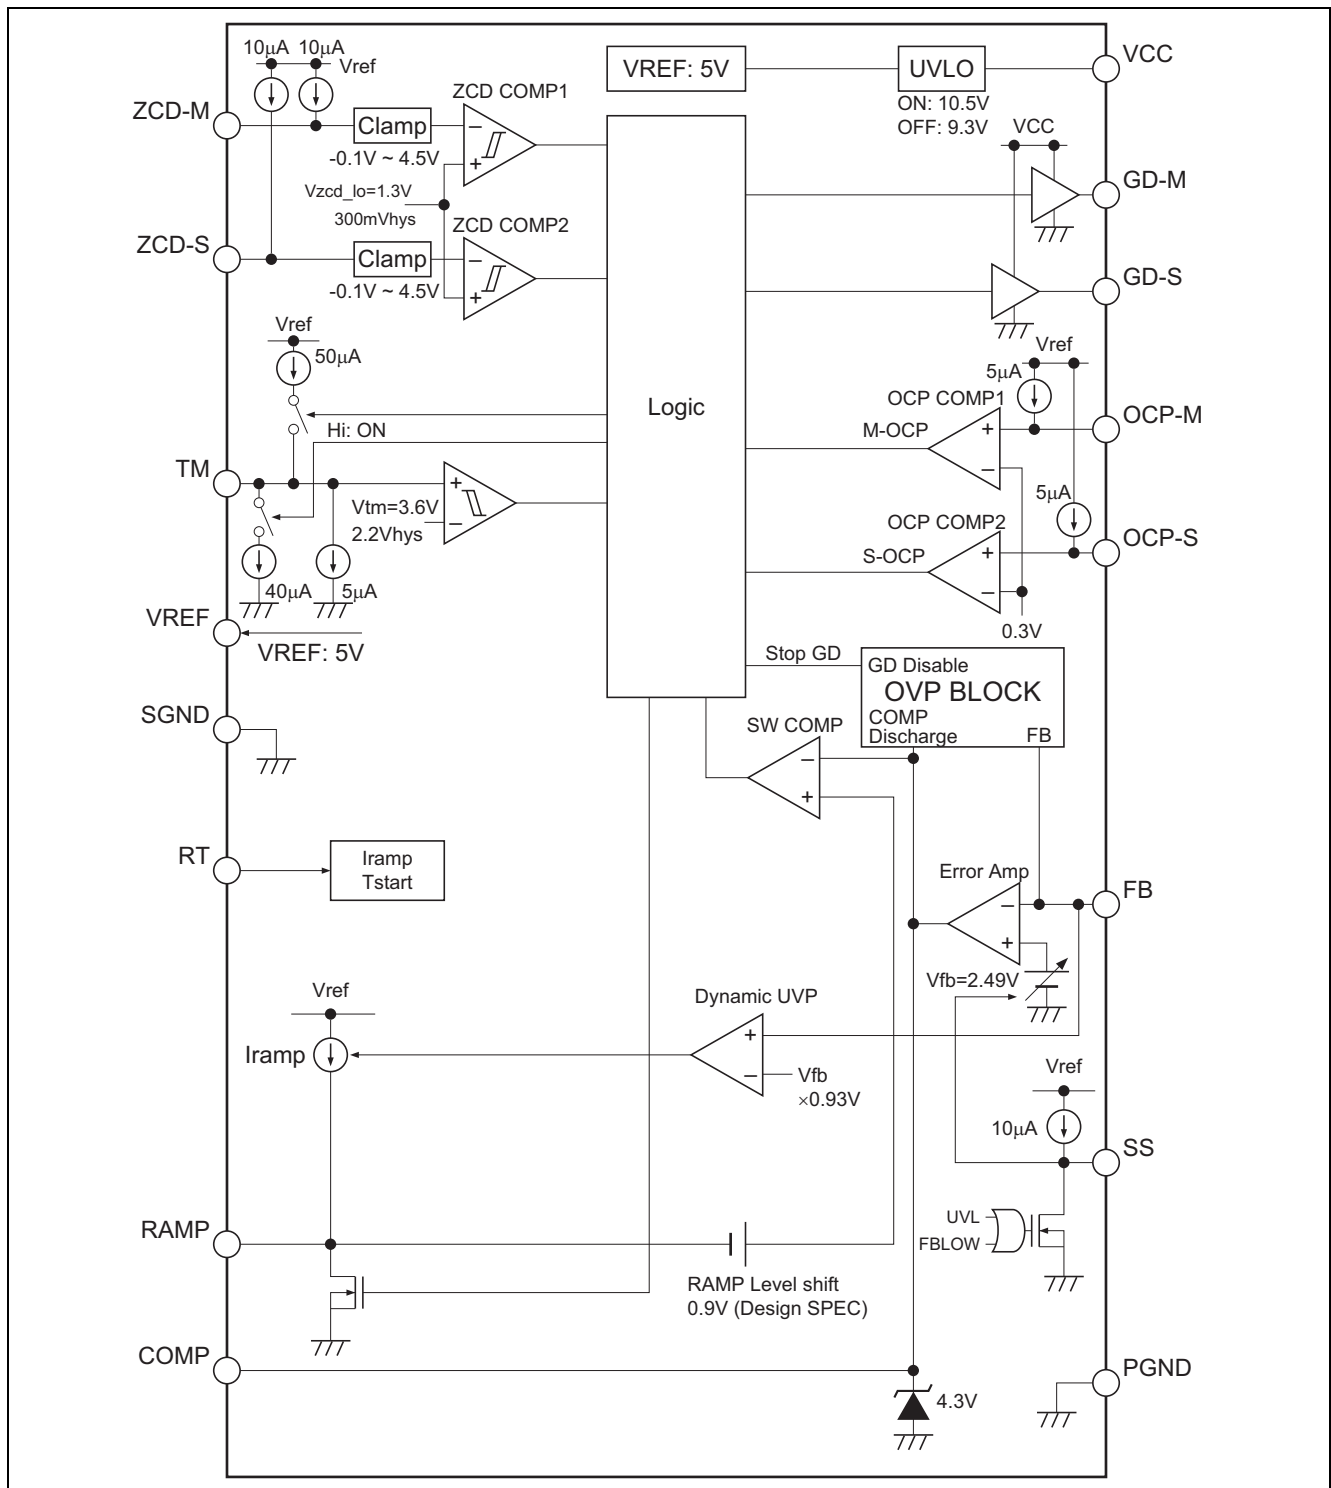 10μA 10μA
Vref
ZCD COMP1
VREF: 5V
UVLO
VCC
ON: 10.5V
OFF: 9.3V
ZCD-M
Clamp
−
+
-0.1V ~ 4.5V
VCC
Vzcd_lo=1.3V
300mVhys
GD-M
ZCD COMP2
ZCD-S
Clamp
−
+
-0.1V ~ 4.5V
GD-S
Vref
50μA
Vref
5μA
OCP COMP1
Logic
M-OCP
+
−
OCP-M
Hi: ON
TM
+
−
Vtm=3.6V
2.2Vhys
5μA
OCP COMP2
S-OCP
+
−
OCP-S
40μA
5μA
0.3V
VREF
VREF: 5V
Stop GD
GD Disable
OVP BLOCK
COMP
Discharge
FB
SGND
SW COMP
−
+
RT
Iramp
Tstart
Error Amp
−
+
FB
Vfb=2.49V
Vref
Iramp
Dynamic UVP
+
−
Vfb
×0.93V
Vref
10μA
SS
UVL
FBLOW
RAMP
RAMP Level shift
0.9V (Design SPEC)
COMP
4.3V
PGND